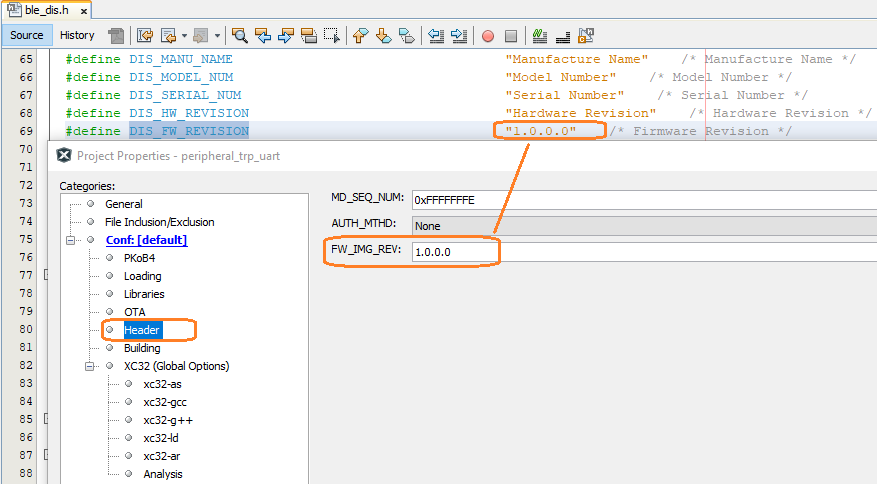 ble_dis.h ×
Source History
65 #define DIS_MANU_NAME "Manufacture Name" /* Manufacture Name */
66 #define DIS_MODEL_NUM "Model Number" /* Model Number */
67 #define DIS_SERIAL_NUM "Serial Number" /* Serial Number */
68 #define DIS_HW_REVISION "Hardware Revision" /* Hardware Revision */
69 #define DIS_FW_REVISION "1.0.0.0" /* Firmware Revision */
70
71
72
73
74
75
76
77
78
79
80
81
82
83
84
85
86
87
88
Project Properties - peripheral_trp_uart
Categories:
General
File Inclusion/Exclusion
Conf: [default]
PKoB4
Loading
Libraries
OTA
Header
Building
XC32 (Global Options)
xc32-as
xc32-gcc
xc32-g++
xc32-ld
xc32-ar
Analysis
MD_SEQ_NUM: 0xFFFFFFFE
AUTH_MTHD: None
FW_IMG_REV: 1.0.0.0